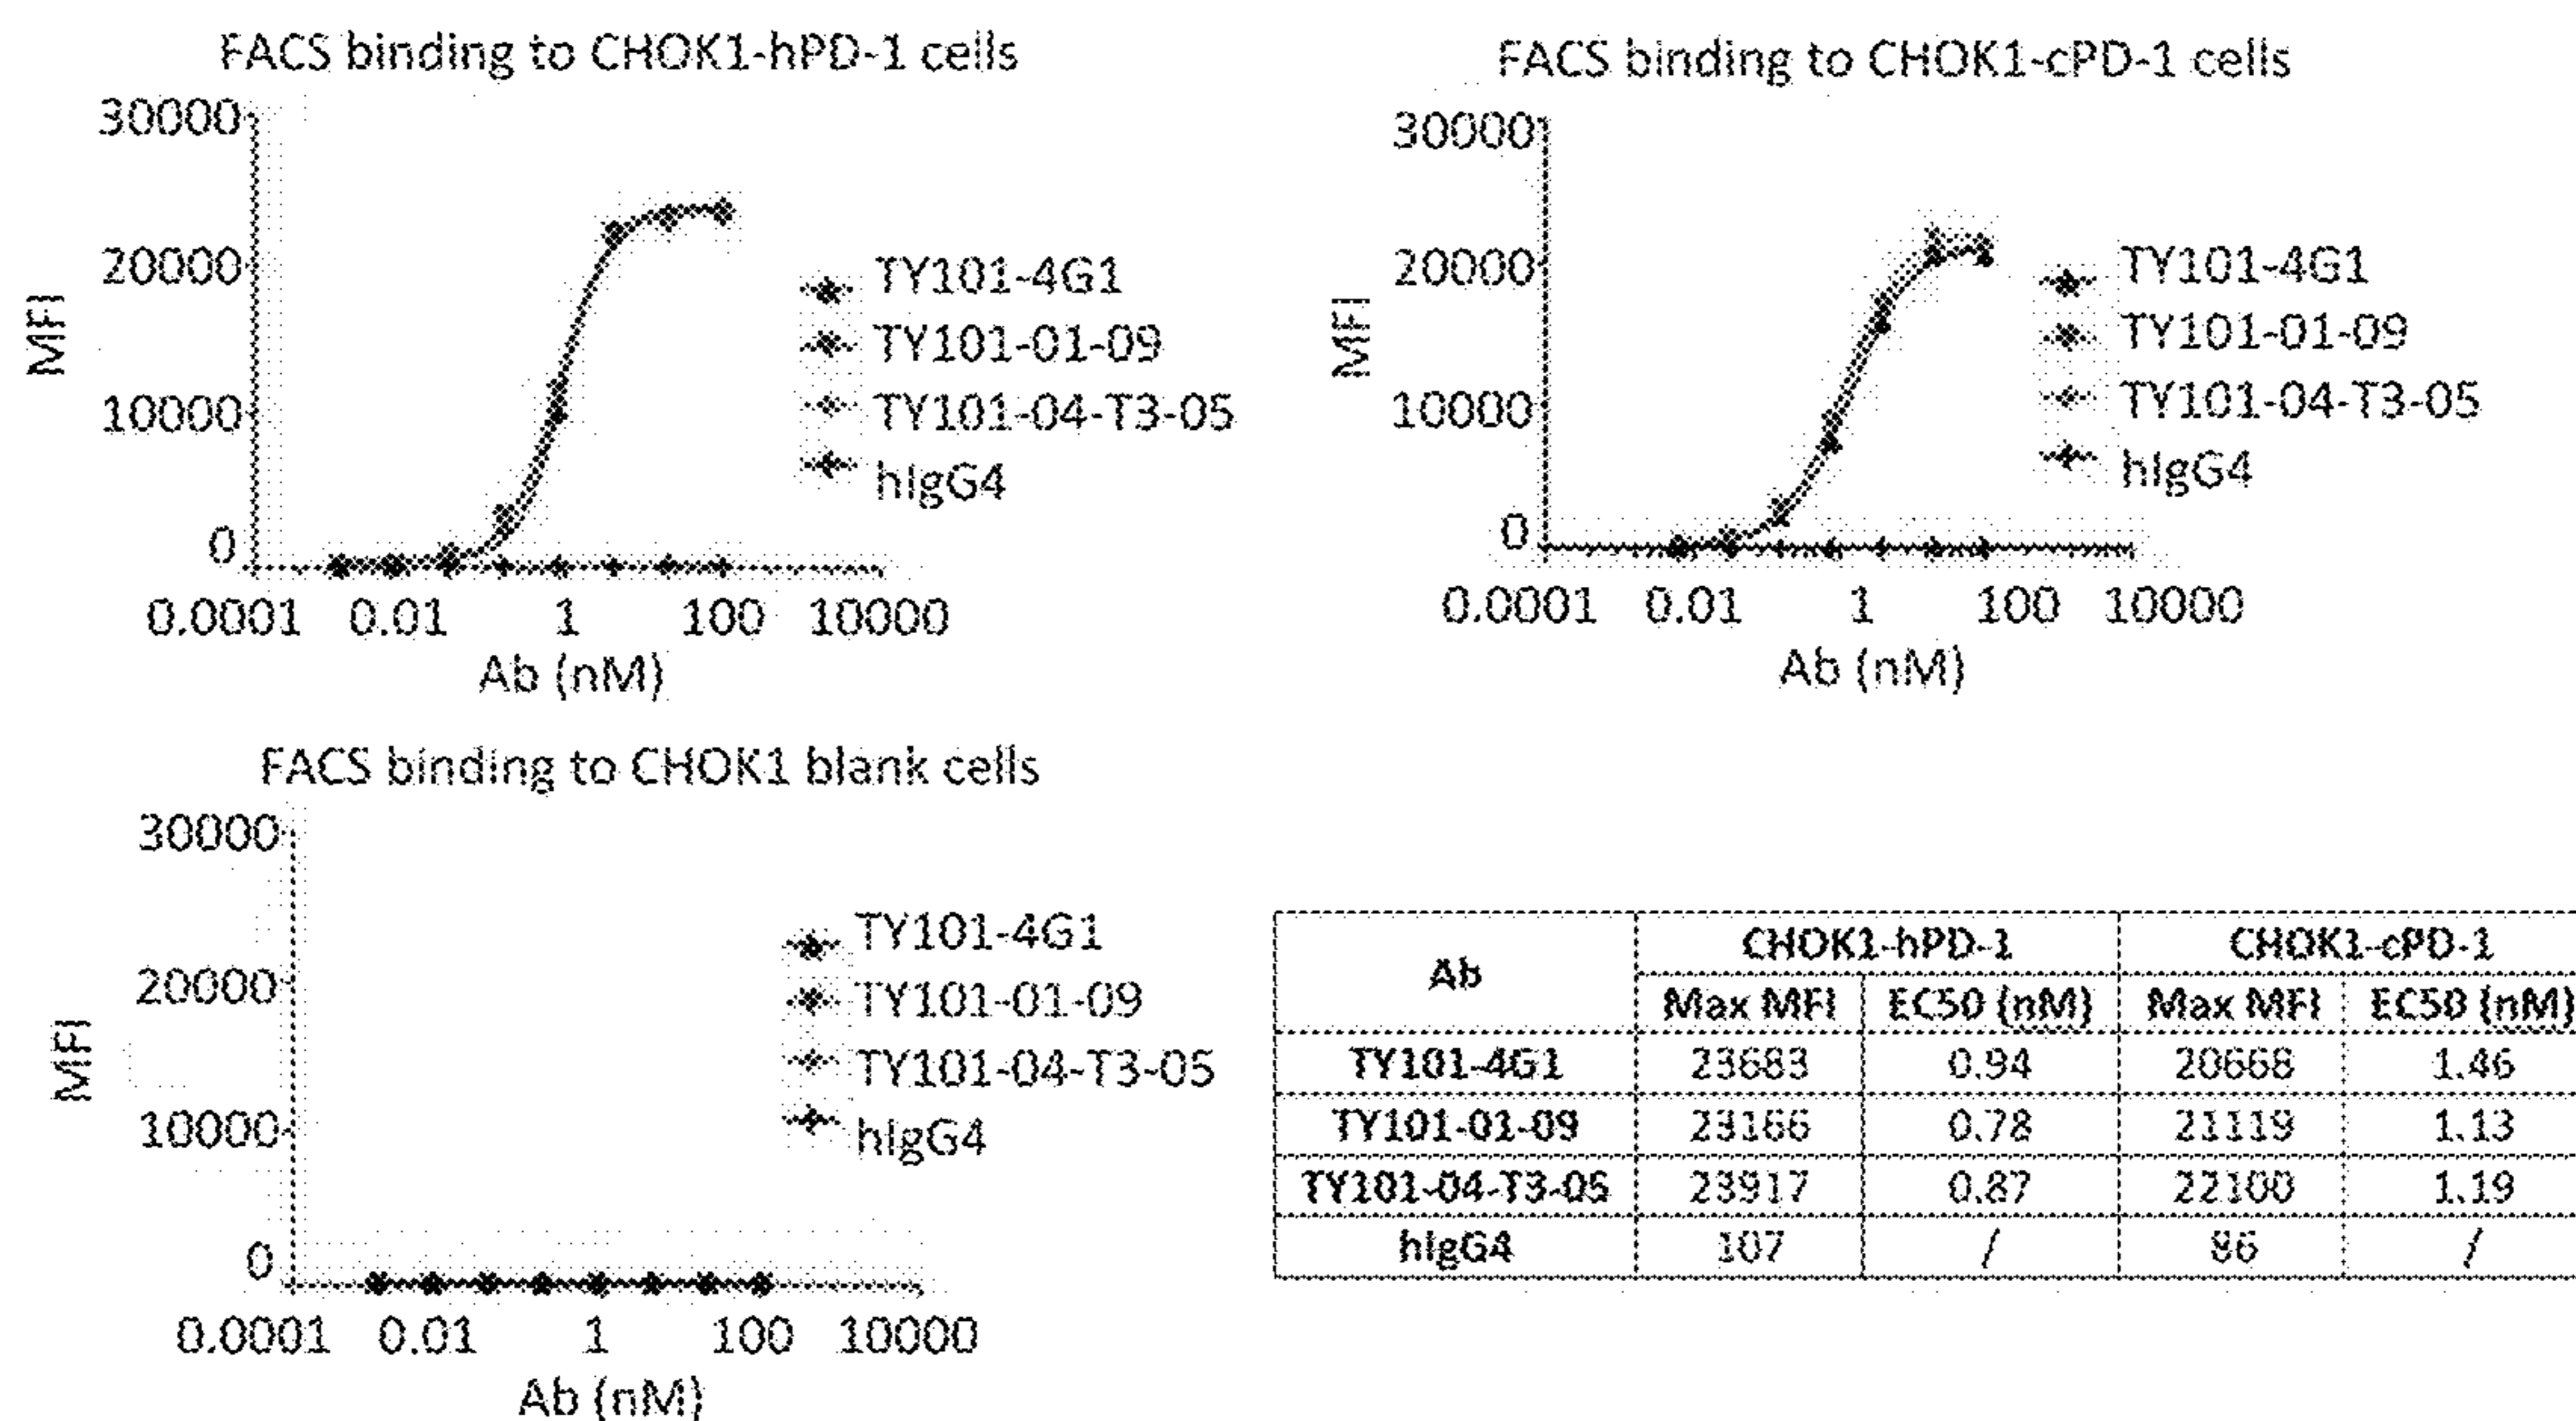 FACS binding to CHOK1-hPD-1 cells
30000
20000
10000
0
MFI
0.0001 0.01 1 100 10000
Ab (nM)
TY101-4G1
TY101-01-09
TY101-04-T3-05
hIgG4
FACS binding to CHOK1-cPD-1 cells
30000
20000
10000
0
MFI
0.0001 0.01 1 100 10000
Ab (nM)
TY101-4G1
TY101-01-09
TY101-04-T3-05
hIgG4
FACS binding to CHOK1 blank cells
30000
20000
10000
0
MFI
0.0001 0.01 1 100 10000
Ab (nM)
TY101-4G1
TY101-01-09
TY101-04-T3-05
hIgG4
Ab CHOK1-hPD-1 CHOK1-cPD-1
Max MFI EC50 (nM) Max MFI EC50 (nM)
TY101-4G1 23683 0.94 20668 1.46
TY101-01-09 23166 0.78 21119 1.13
TY101-04-T3-05 23917 0.87 22100 1.19
hIgG4 107 / 86 /